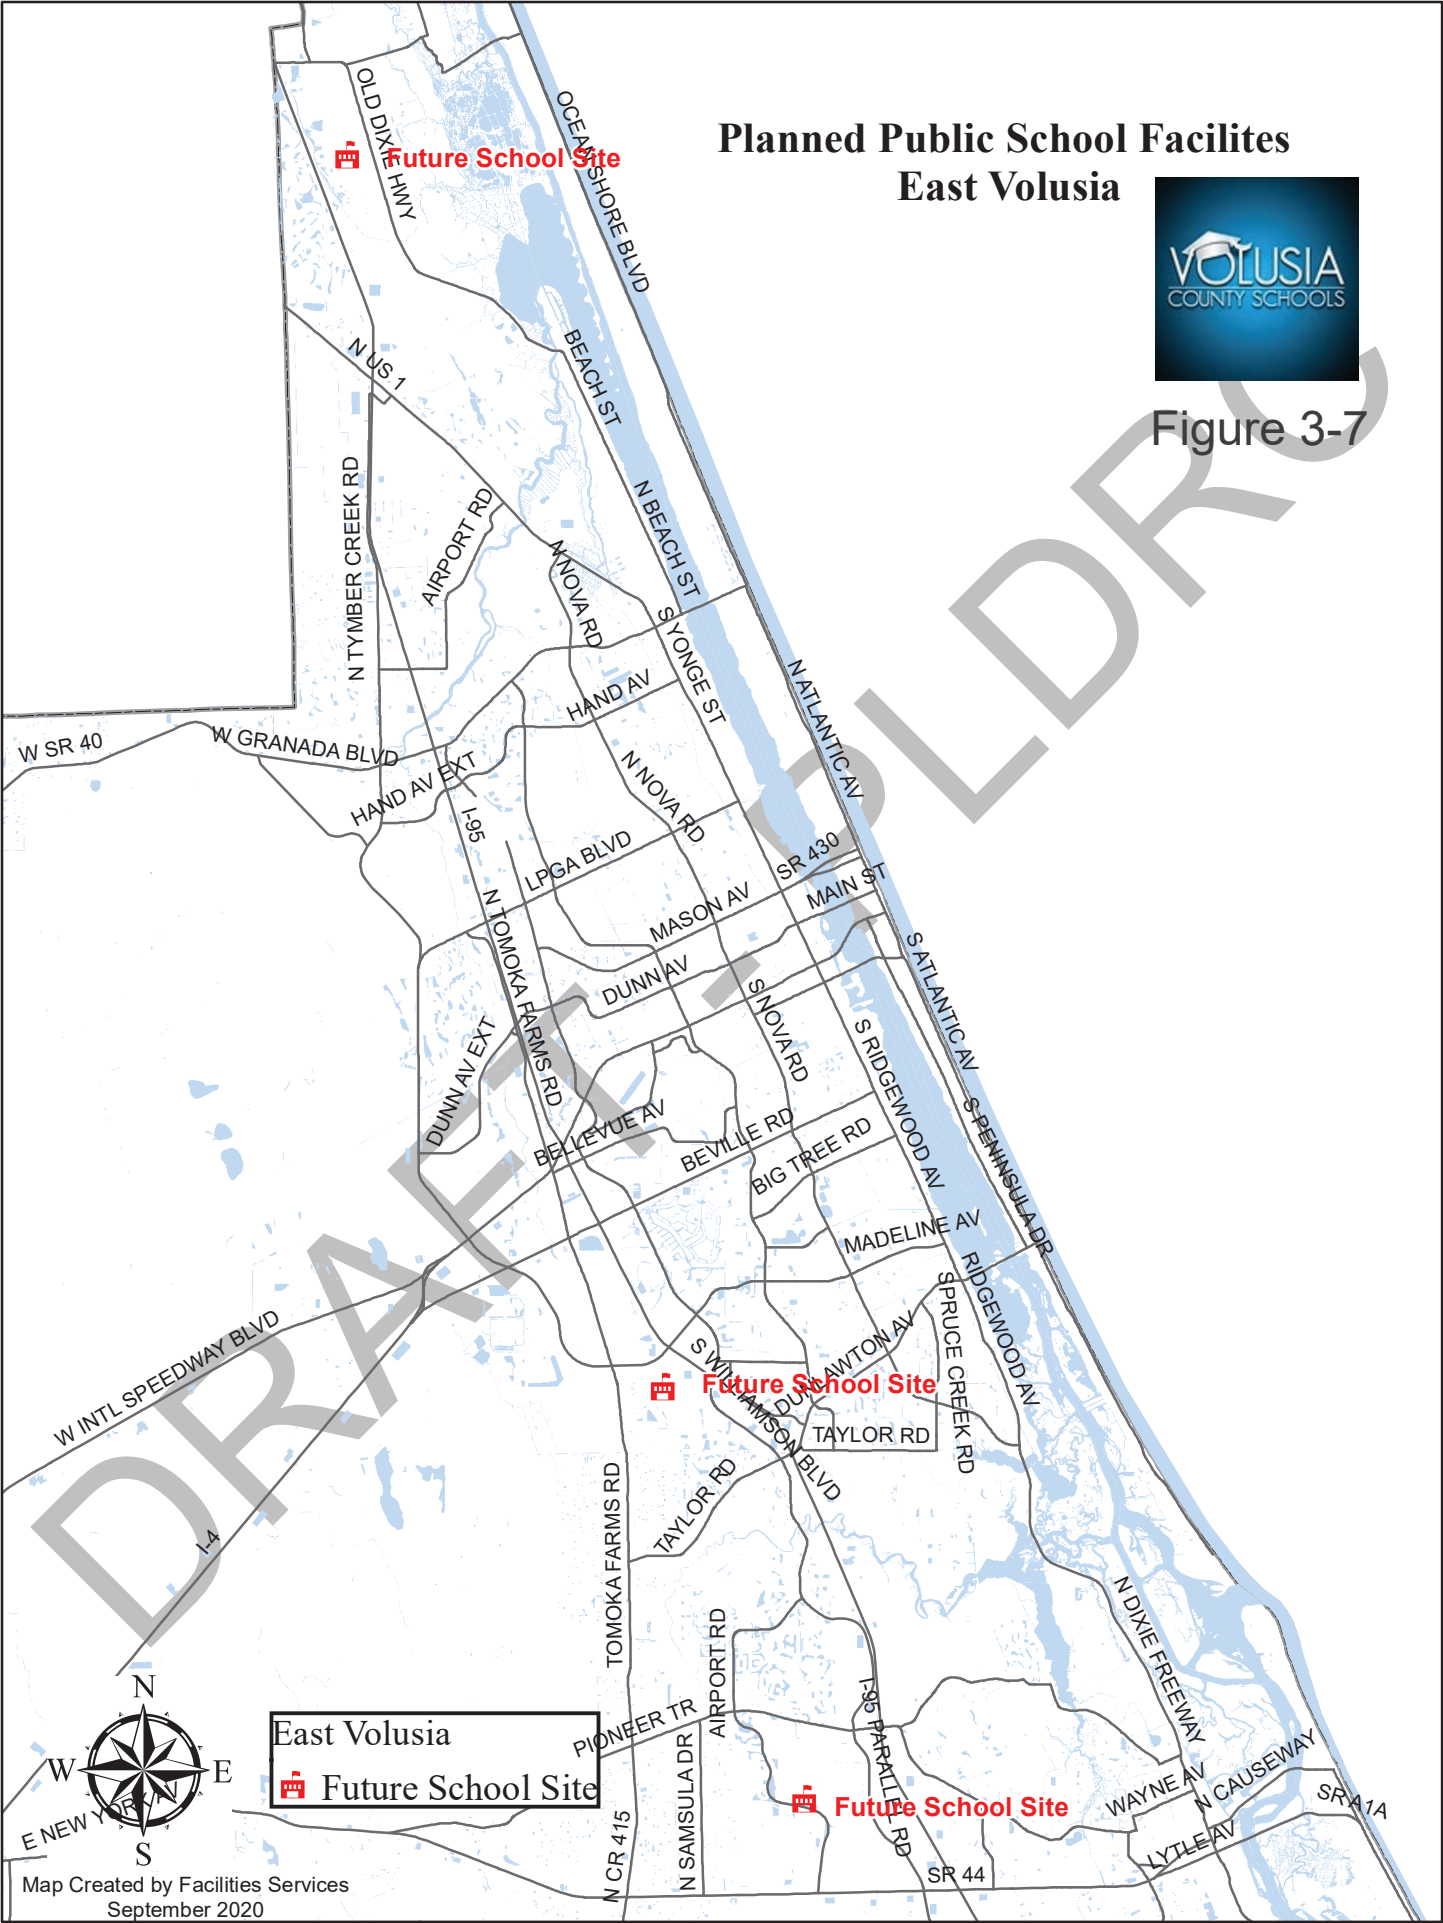 Planned Public School Facilites
East Volusia
VOLUSIA
COUNTY SCHOOLS
Figure 3-7
DRAFT - PLDRC
OLD DIXIE HWY
Future School Site
OCEAN SHORE BLVD
N US 1
BEACH ST
N TYMBER CREEK RD
AIRPORT RD
N BEACH ST
N NOVA RD
S YONGE ST
HAND AV
N ATLANTIC AV
W SR 40
W GRANADA BLVD
HAND AV EXT
I-95
N NOVA RD
LPGA BLVD
SR 430
MAIN ST
MASON AV
N TOMOKA FARMS RD
DUNN AV
S ATLANTIC AV
S NOVA RD
DUNN AV EXT
S RIDGEWOOD AV
BELLEVUE AV
BEVILLE RD
BIG TREE RD
S PENINSULA DR
MADELINE AV
RIDGEWOOD AV
SPRUCE CREEK RD
W INTL SPEEDWAY BLVD
S WILLIAMSON BLVD
DUNLAWTON AV
Future School Site
TAYLOR RD
TAYLOR RD
I-4
TOMOKA FARMS RD
N DIXIE FREEWAY
AIRPORT RD
I-95 PARALLEL RD
PIONEER TR
N SAMSULA DR
Future School Site
WAYNE AV
N CAUSEWAY
SR A1A
LYTLE AV
SR 44
N CR 415
N
W
E
S
E NEW YORK AV
East Volusia
Future School Site
Map Created by Facilities Services
September 2020